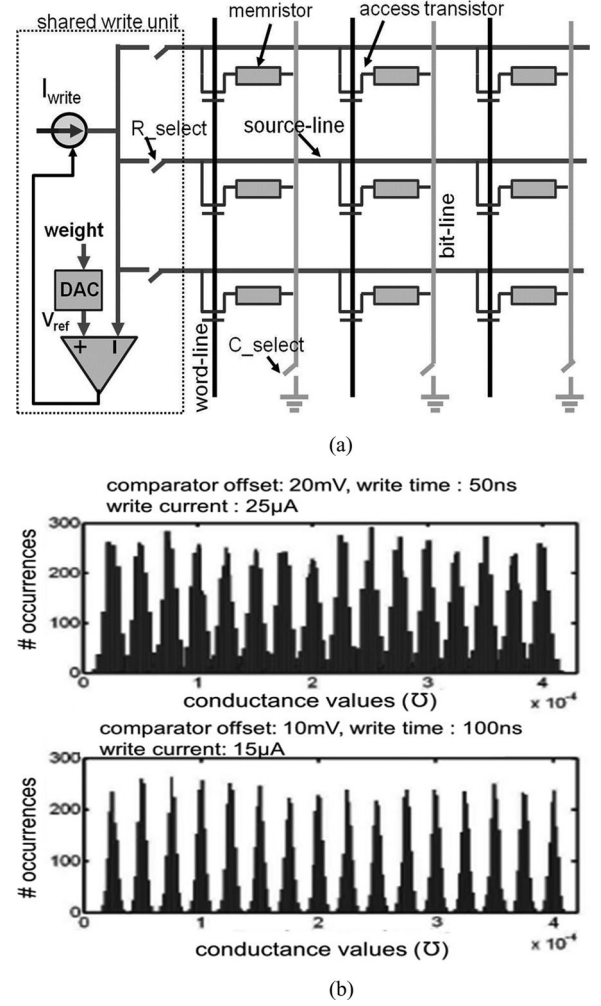 shared write unit
memristor
access transistor
Iwrite
R_select
source-line
weight
DAC
Vref
+
I
C_select
word-line
bit-line
(a)
comparator offset: 20mV, write time : 50ns
write current : 25µA
# occurrences
300
200
100
0
0 1 2 3 4
x 10⁻⁴
conductance values (℧)
comparator offset: 10mV, write time : 100ns
write current: 15µA
# occurrences
300
200
100
0
0 1 2 3 4
x 10⁻⁴
conductance values (℧)
(b)